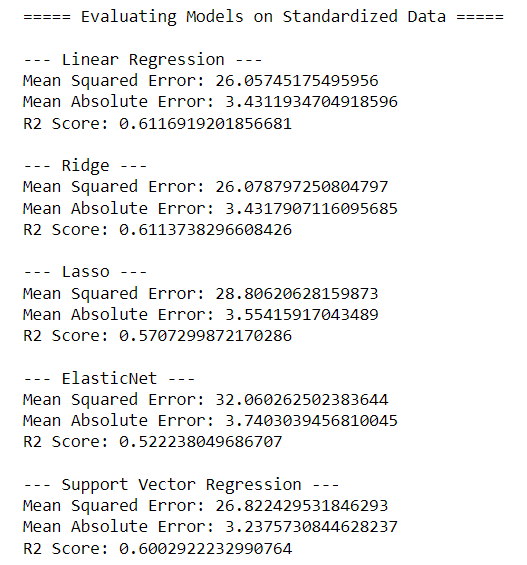 ===== Evaluating Models on Standardized Data =====
--- Linear Regression ---
Mean Squared Error: 26.05745175495956
Mean Absolute Error: 3.4311934704918596
R2 Score: 0.6116919201856681
--- Ridge ---
Mean Squared Error: 26.078797250804797
Mean Absolute Error: 3.4317907116095685
R2 Score: 0.6113738296608426
--- Lasso ---
Mean Squared Error: 28.80620628159873
Mean Absolute Error: 3.55415917043489
R2 Score: 0.5707299872170286
--- ElasticNet ---
Mean Squared Error: 32.060262502383644
Mean Absolute Error: 3.7403039456810045
R2 Score: 0.522238049686707
--- Support Vector Regression ---
Mean Squared Error: 26.822429531846293
Mean Absolute Error: 3.2375730844628237
R2 Score: 0.6002922232990764